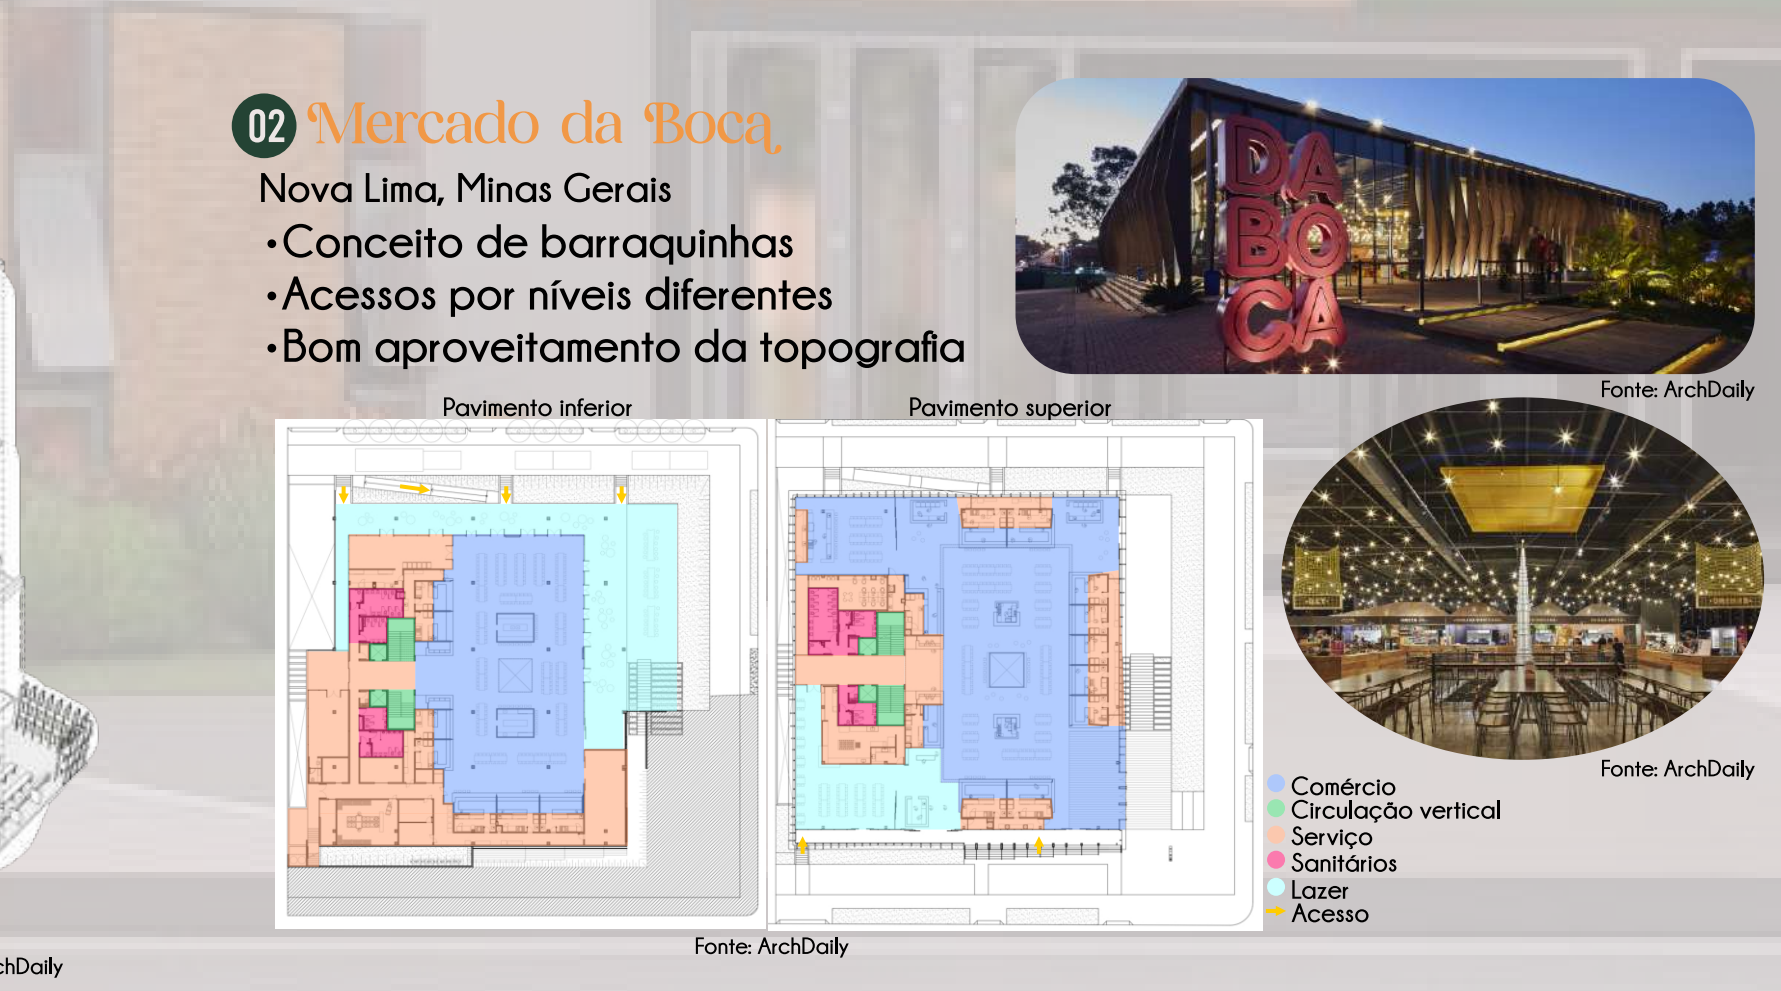 02 Mercado da Boca
Nova Lima, Minas Gerais
•Conceito de barraquinhas
•Acessos por níveis diferentes
•Bom aproveitamento da topografia
DA
BO
CA
Fonte: ArchDaily
Pavimento inferior
Pavimento superior
Fonte: ArchDaily
Comércio
Circulação vertical
Serviço
Sanitários
Lazer
Acesso
Fonte: ArchDaily
chDaily